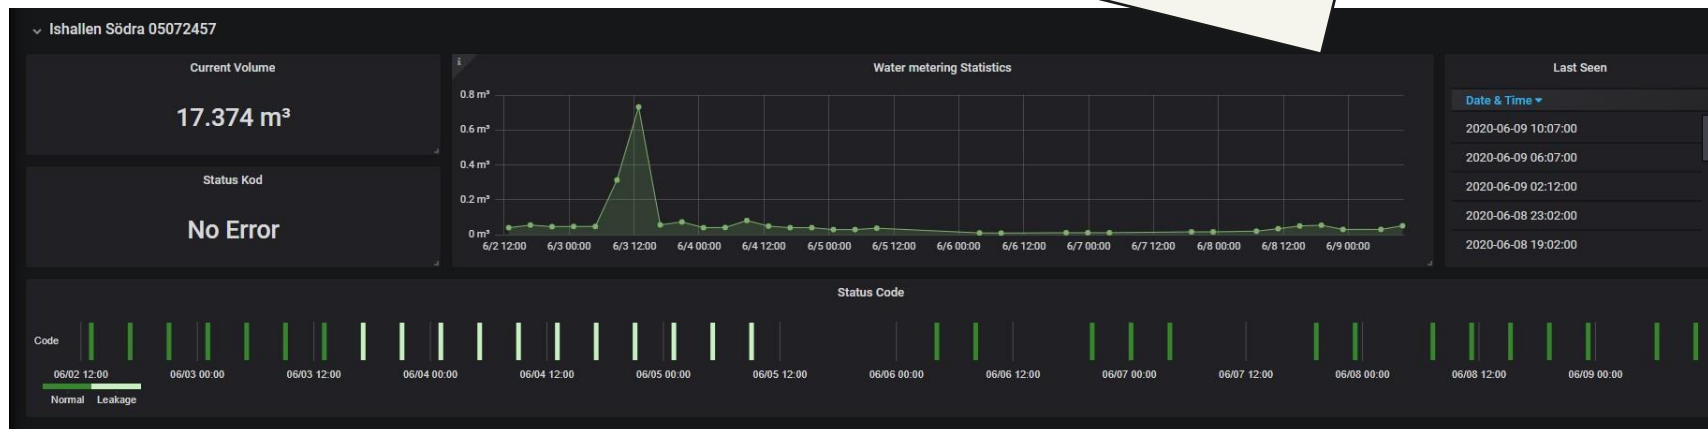 Ishallen Södra 05072457
Current Volume
17.374 m³
Status Kod
No Error
i
Water metering Statistics
0.8 m³
0.6 m³
0.4 m³
0.2 m³
0 m³
6/2 12:00 6/3 00:00 6/3 12:00 6/4 00:00 6/4 12:00 6/5 00:00 6/5 12:00 6/6 00:00 6/6 12:00 6/7 00:00 6/7 12:00 6/8 00:00 6/8 12:00 6/9 00:00
Last Seen
Date & Time
2020-06-09 10:07:00
2020-06-09 06:07:00
2020-06-09 02:12:00
2020-06-08 23:02:00
2020-06-08 19:02:00
Status Code
Code
06/02 12:00 06/03 00:00 06/03 12:00 06/04 00:00 06/04 12:00 06/05 00:00 06/05 12:00 06/06 00:00 06/06 12:00 06/07 00:00 06/07 12:00 06/08 00:00 06/08 12:00 06/09 00:00
Normal Leakage